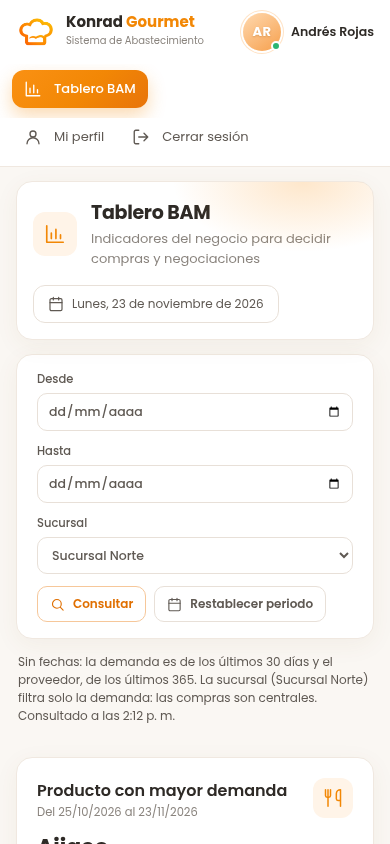 Konrad Gourmet
Sistema de Abastecimiento
AR
Andrés Rojas
Tablero BAM
Mi perfil
Cerrar sesión
Tablero BAM
Indicadores del negocio para decidir
compras y negociaciones
Lunes, 23 de noviembre de 2026
Desde
dd/mm/aaaa
Hasta
dd/mm/aaaa
Sucursal
Sucursal Norte
Consultar
Restablecer periodo
Sin fechas: la demanda es de los últimos 30 días y el
proveedor, de los últimos 365. La sucursal (Sucursal Norte)
filtra solo la demanda: las compras son centrales.
Consultado a las 2:12 p. m.
Producto con mayor demanda
Del 25/10/2026 al 23/11/2026